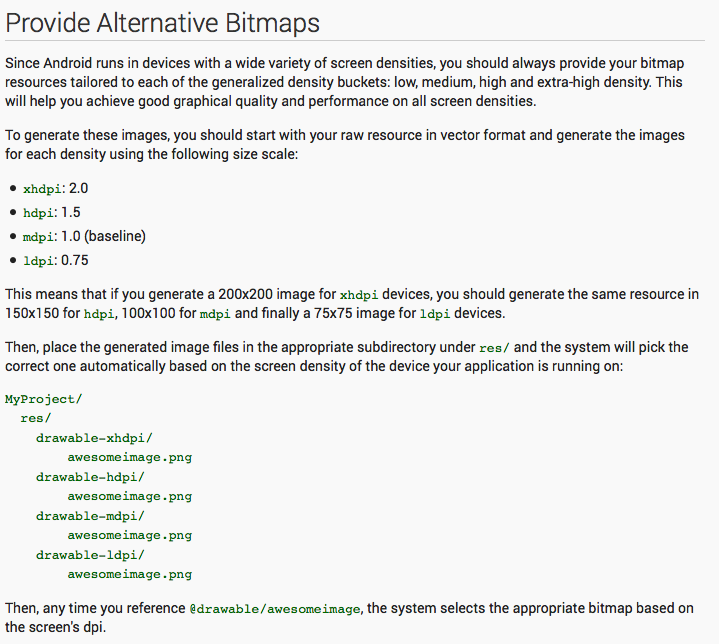 Provide Alternative Bitmaps
Since Android runs in devices with a wide variety of screen densities, you should always provide your bitmap
resources tailored to each of the generalized density buckets: low, medium, high and extra-high density. This
will help you achieve good graphical quality and performance on all screen densities.
To generate these images, you should start with your raw resource in vector format and generate the images
for each density using the following size scale:
• xhdpi: 2.0
• hdpi: 1.5
• mdpi: 1.0 (baseline)
• ldpi: 0.75
This means that if you generate a 200x200 image for xhdpi devices, you should generate the same resource in
150x150 for hdpi, 100x100 for mdpi and finally a 75x75 image for ldpi devices.
Then, place the generated image files in the appropriate subdirectory under res/ and the system will pick the
correct one automatically based on the screen density of the device your application is running on:
MyProject/
  res/
    drawable-xhdpi/
        awesomeimage.png
    drawable-hdpi/
        awesomeimage.png
    drawable-mdpi/
        awesomeimage.png
    drawable-ldpi/
        awesomeimage.png
Then, any time you reference @drawable/awesomeimage, the system selects the appropriate bitmap based on
the screen's dpi.